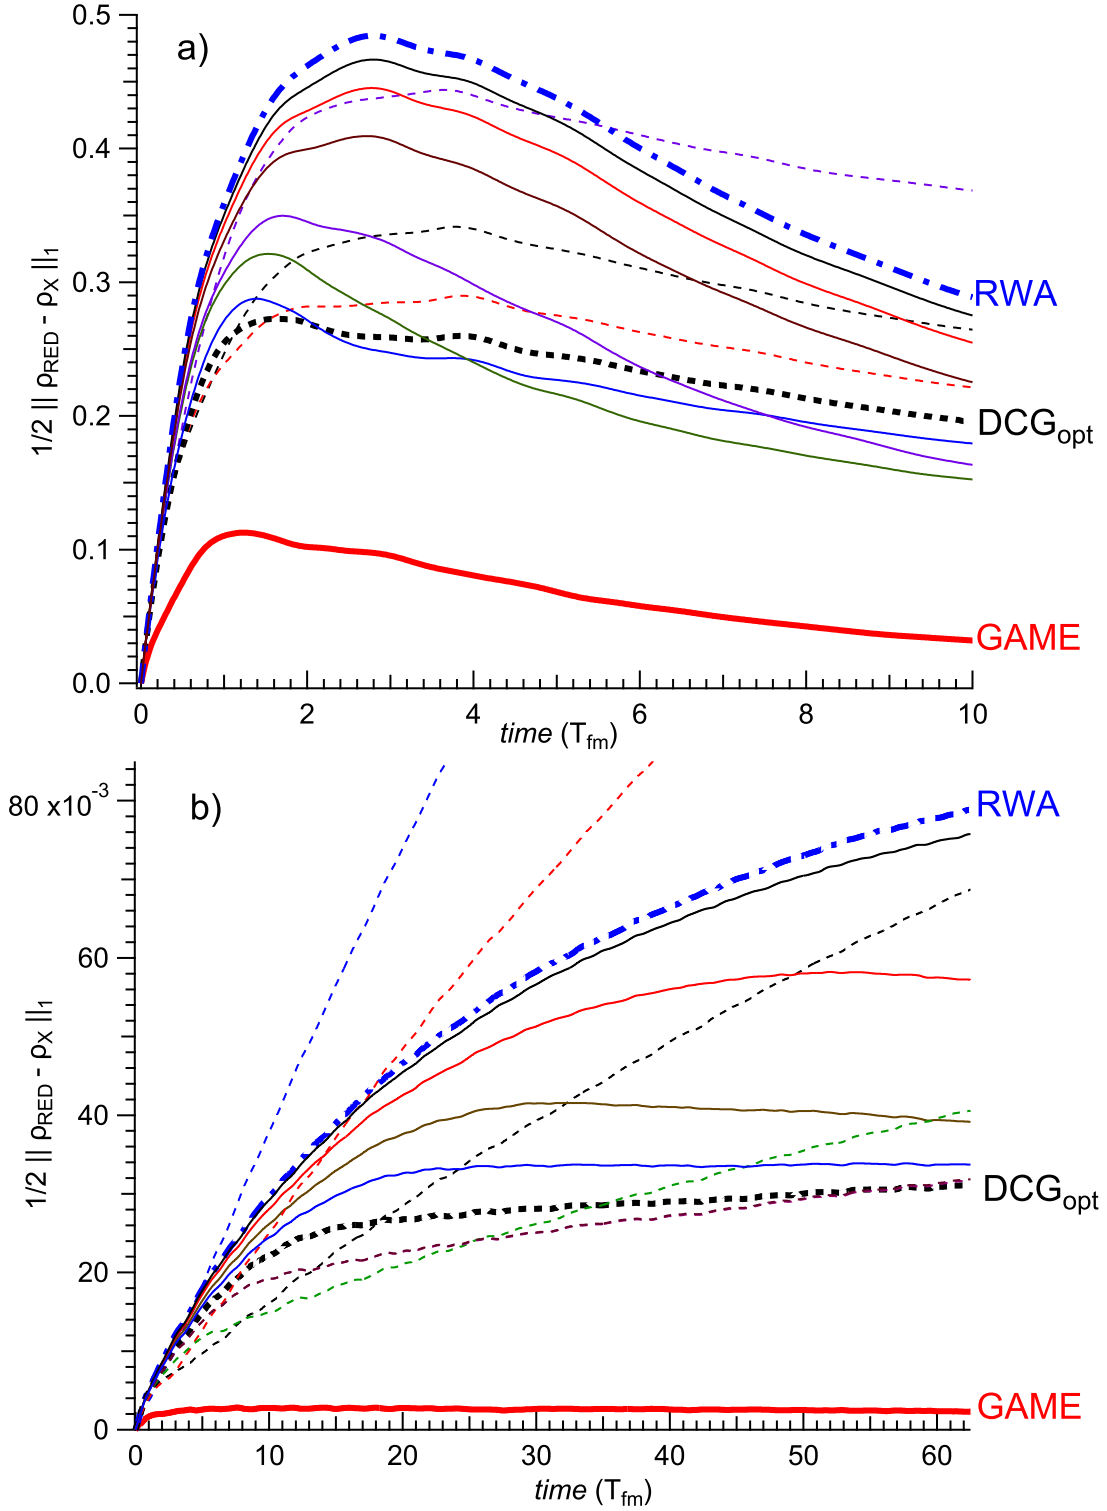 a)
0.5
0.4
0.3
0.2
0.1
0.0
1/2 || ρRED - ρX ||1
RWA
DCGopt
GAME
0 2 4 6 8 10
time (Tfm)
b)
80 x10-3
60
40
20
0
1/2 || ρRED - ρX ||1
RWA
DCGopt
GAME
0 10 20 30 40 50 60
time (Tfm)